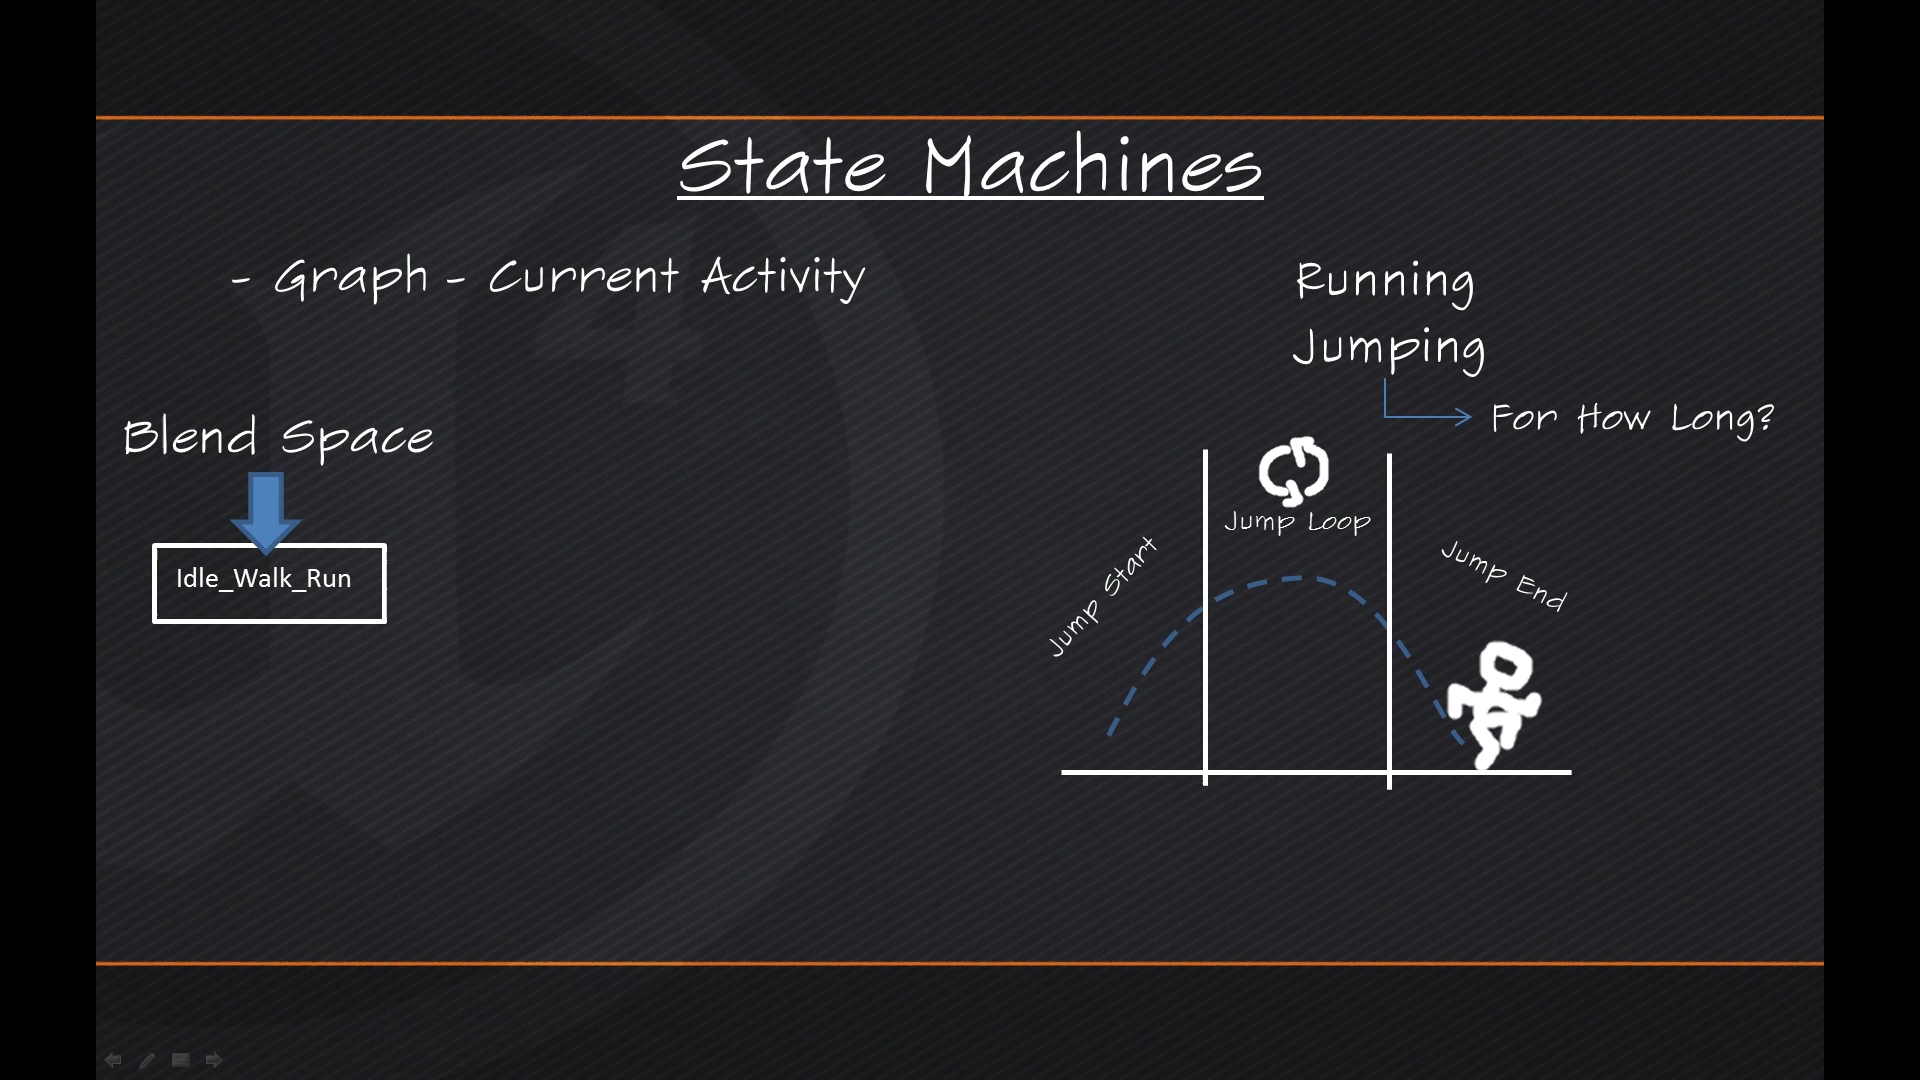 State Machines
- Graph - Current Activity
Running
Jumping
For How Long?
Blend Space
Idle_Walk_Run
Jump Start
Jump Loop
Jump End